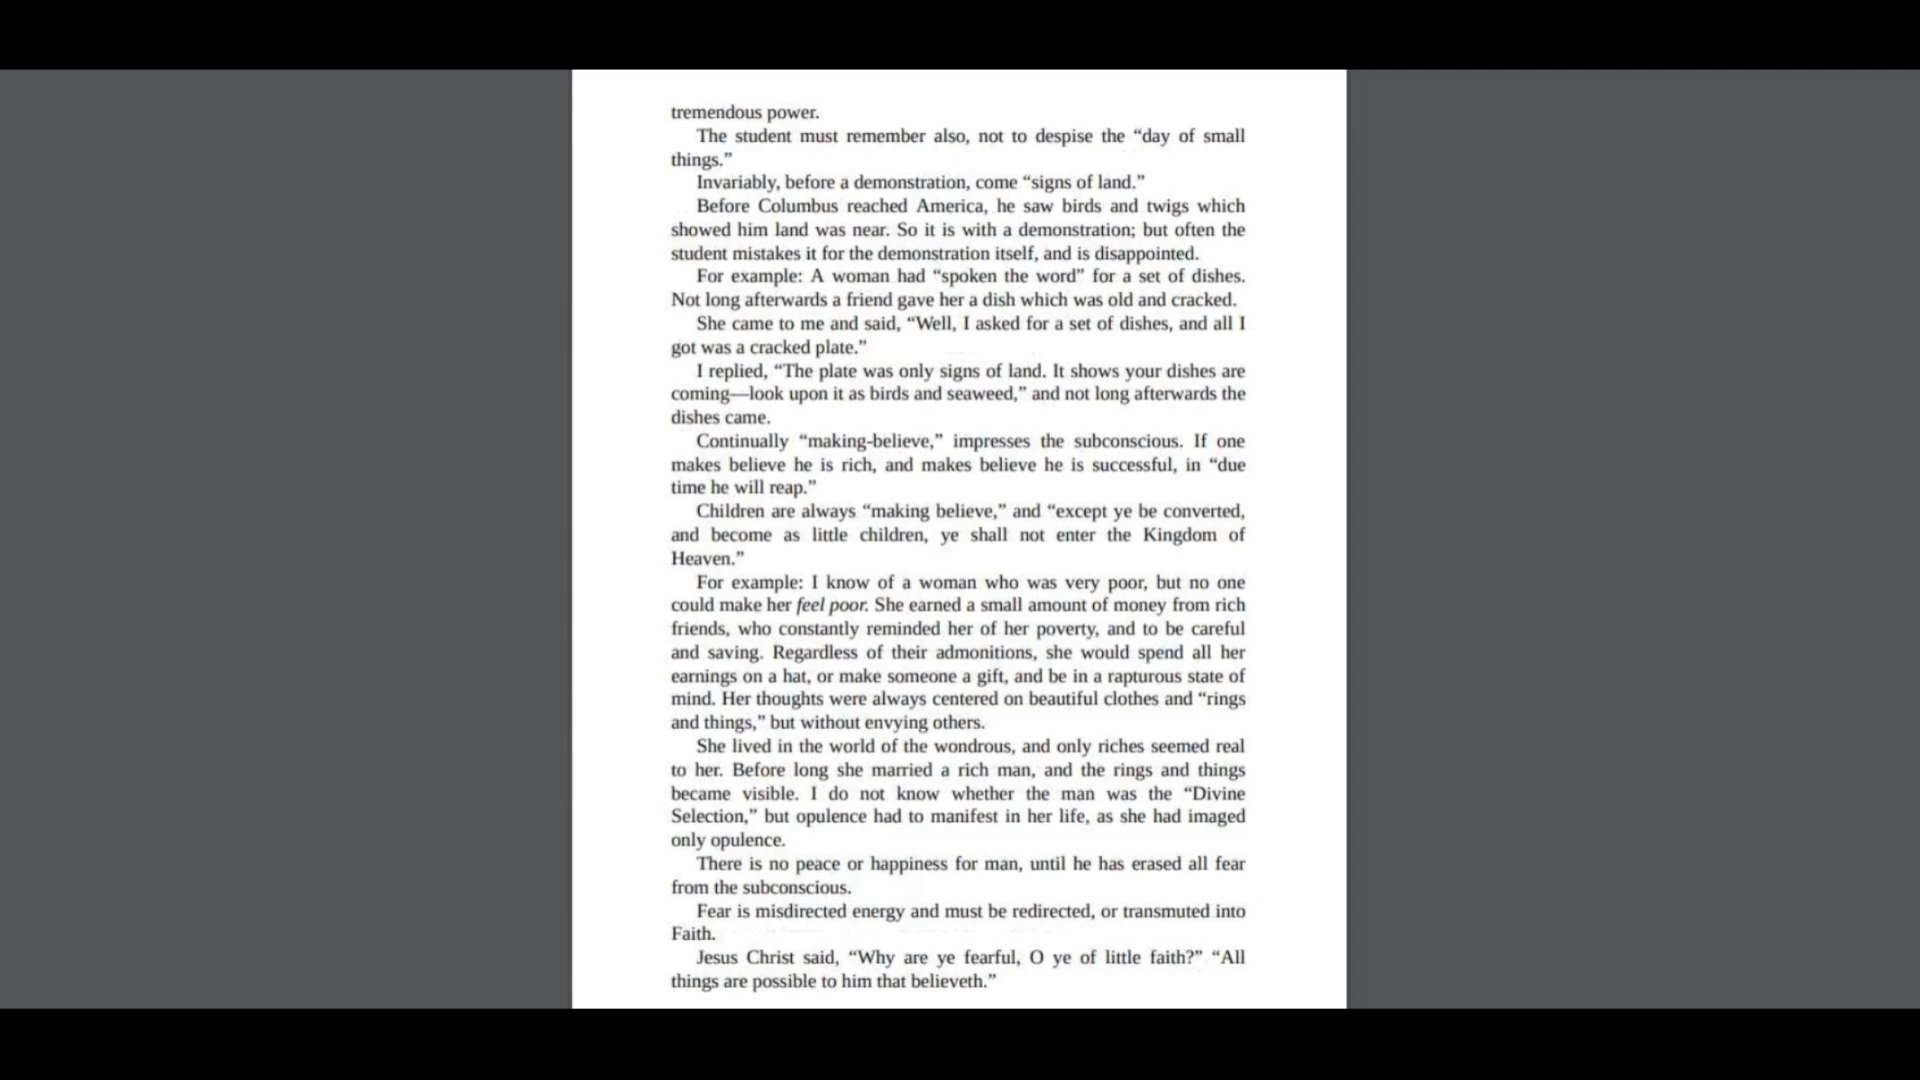 tremendous power.
The student must remember also, not to despise the “day of small
things.”
Invariably, before a demonstration, come “signs of land.”
Before Columbus reached America, he saw birds and twigs which
showed him land was near. So it is with a demonstration; but often the
student mistakes it for the demonstration itself, and is disappointed.
For example: A woman had “spoken the word” for a set of dishes.
Not long afterwards a friend gave her a dish which was old and cracked.
She came to me and said, “Well, I asked for a set of dishes, and all I
got was a cracked plate.”
I replied, “The plate was only signs of land. It shows your dishes are
coming—look upon it as birds and seaweed,” and not long afterwards the
dishes came.
Continually “making-believe,” impresses the subconscious. If one
makes believe he is rich, and makes believe he is successful, in “due
time he will reap.”
Children are always “making believe,” and “except ye be converted,
and become as little children, ye shall not enter the Kingdom of
Heaven.”
For example: I know of a woman who was very poor, but no one
could make her feel poor. She earned a small amount of money from rich
friends, who constantly reminded her of her poverty, and to be careful
and saving. Regardless of their admonitions, she would spend all her
earnings on a hat, or make someone a gift, and be in a rapturous state of
mind. Her thoughts were always centered on beautiful clothes and “rings
and things,” but without envying others.
She lived in the world of the wondrous, and only riches seemed real
to her. Before long she married a rich man, and the rings and things
became visible. I do not know whether the man was the “Divine
Selection,” but opulence had to manifest in her life, as she had imaged
only opulence.
There is no peace or happiness for man, until he has erased all fear
from the subconscious.
Fear is misdirected energy and must be redirected, or transmuted into
Faith.
Jesus Christ said, “Why are ye fearful, O ye of little faith?” “All
things are possible to him that believeth.”